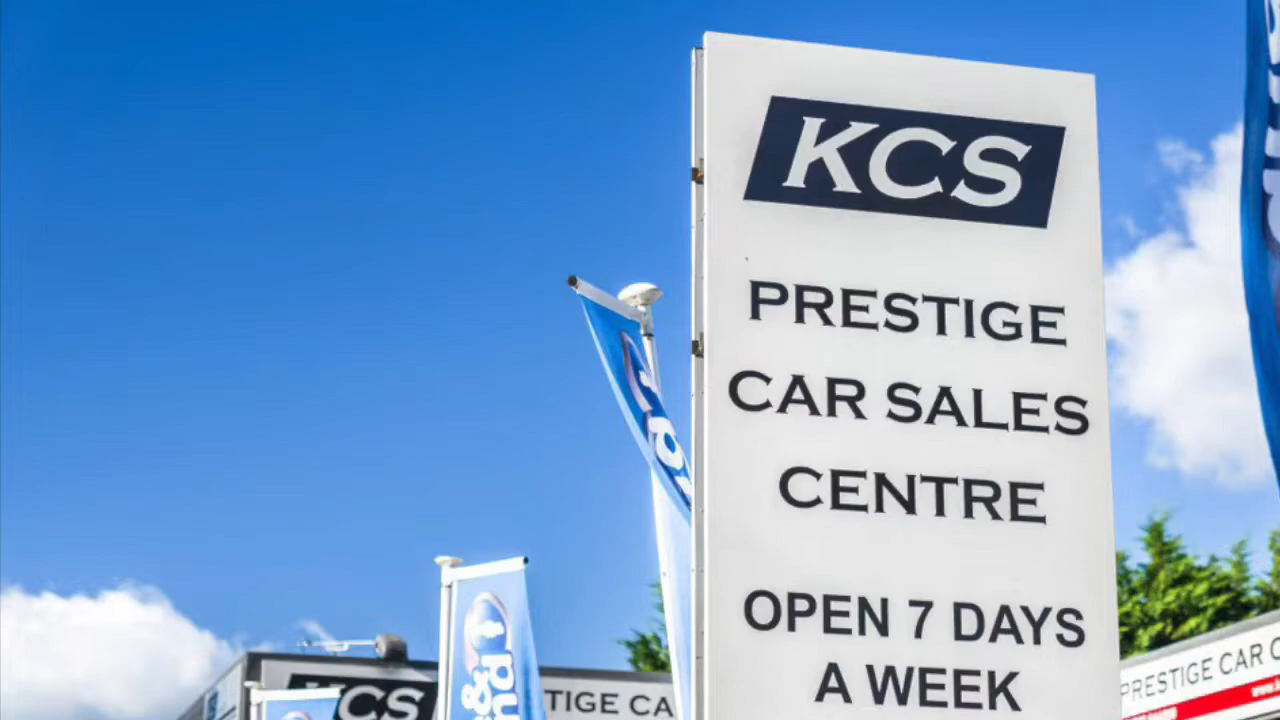 KCS
PRESTIGE
CAR SALES
CENTRE
OPEN 7 DAYS
A WEEK
KCS
PRESTIGE CAR